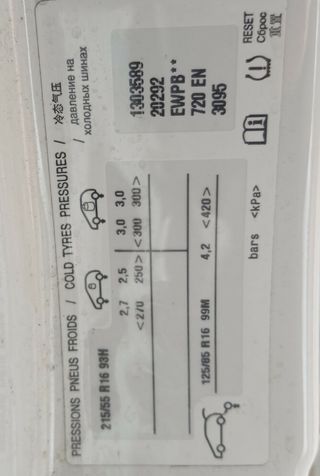 PRESSIONS PNEUS FROIDS / COLD TYRES PRESSURES / 冷态气压
/ давление на
холодных шинах
215/55 R16 93H
2,7 2,5 3,0 3,0
<270 250> <300 300>
125/85 R16 99M 4,2 <420>
bars <kPa>
1303589
20292
EWPB**
720 EN
3095
RESET
Сброс
重置